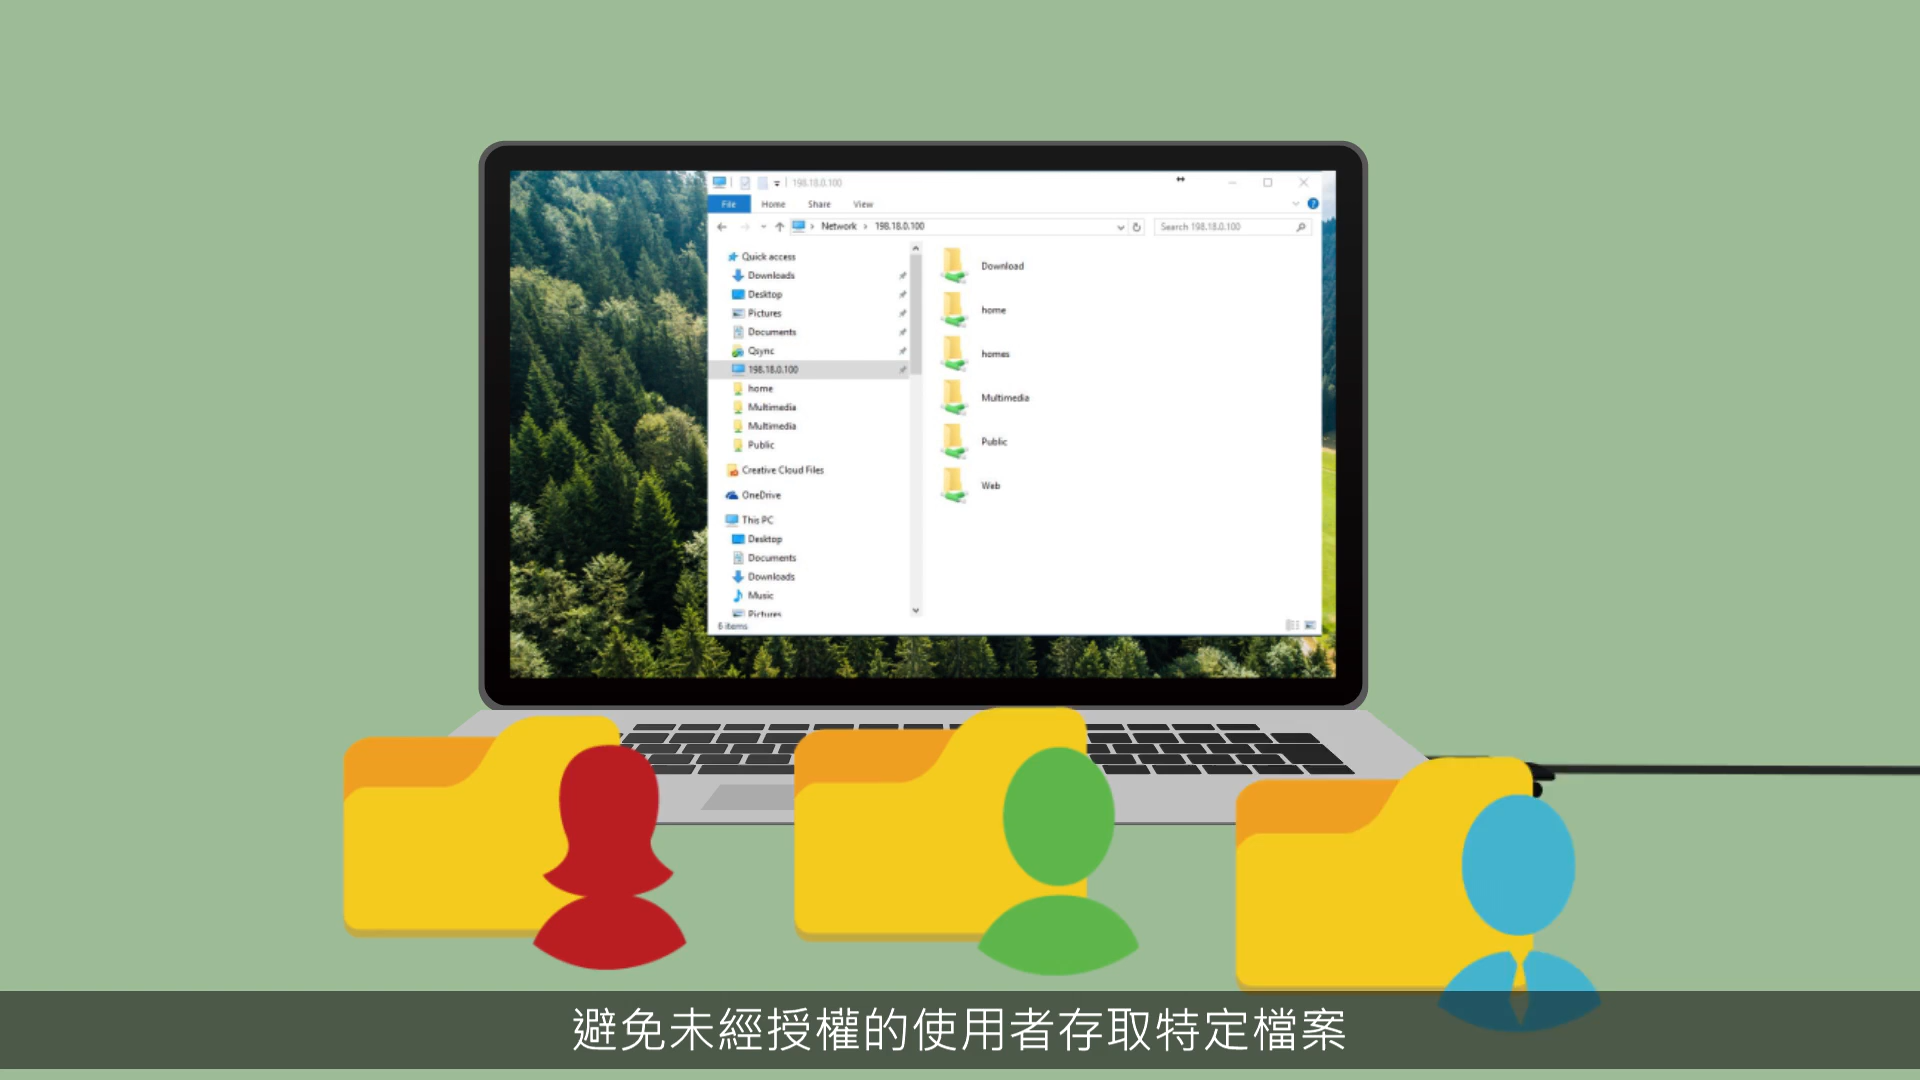 198.18.0.100
File Home Share View
Network 198.18.0.100
Search 198.18.0.100
Quick access
Downloads
Desktop
Pictures
Documents
Qsync
198.18.0.100
home
Multimedia
Multimedia
Public
Creative Cloud Files
OneDrive
This PC
Desktop
Documents
Downloads
Music
Pictures
6 items
Download
home
homes
Multimedia
Public
Web
避免未經授權的使用者存取特定檔案